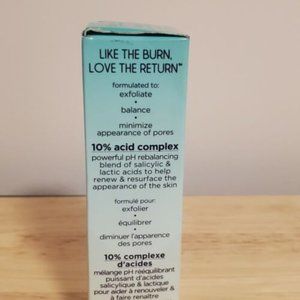 LIKE THE BURN,
LOVE THE RETURN™
formulated to:
exfoliate
•
balance
•
minimize
appearance of pores
10% acid complex
powerful pH rebalancing
blend of salicylic &
lactic acids to help
renew & resurface the
appearance of the skin
formulé pour:
exfolier
•
équilibrer
•
diminuer l'apparence
des pores
10% complexe
d'acides
mélange pH rééquilibrant
puissant d'acides
salicylique & lactique
pour aider à renouveler &
à faire renaître